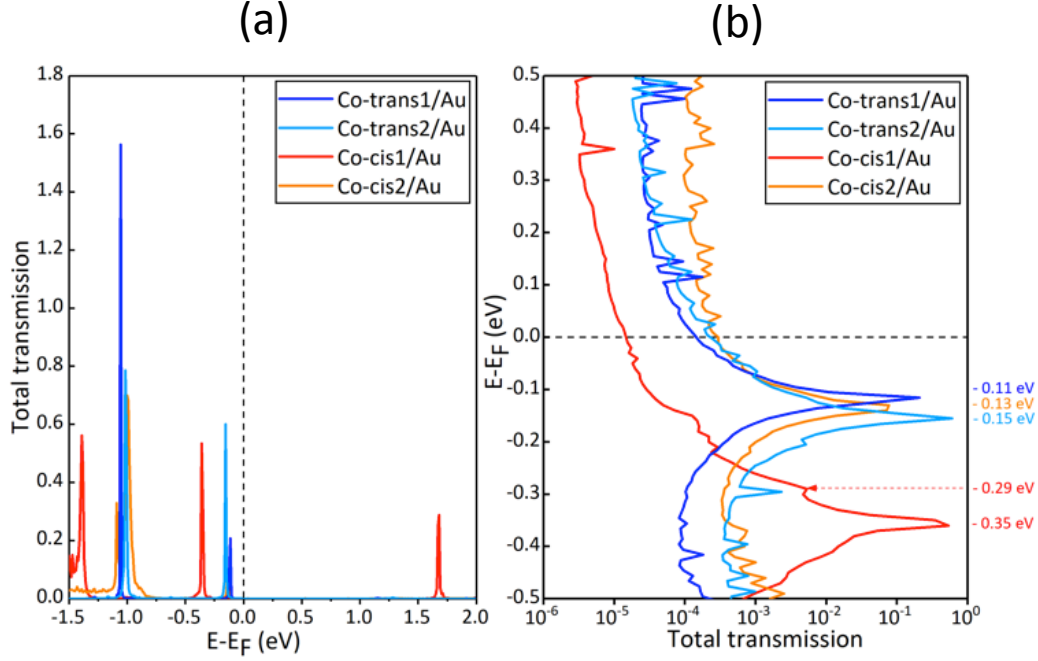 (a)
(b)
Total transmission
1.8
1.6
1.4
1.2
1.0
0.8
0.6
0.4
0.2
0.0
Co-trans1/Au
Co-trans2/Au
Co-cis1/Au
Co-cis2/Au
-1.5 -1.0 -0.5 0.0 0.5 1.0 1.5 2.0
E-EF (eV)
E-EF (eV)
0.5
0.4
0.3
0.2
0.1
0.0
-0.1
-0.2
-0.3
-0.4
-0.5
Co-trans1/Au
Co-trans2/Au
Co-cis1/Au
Co-cis2/Au
- 0.11 eV
- 0.13 eV
- 0.15 eV
- 0.29 eV
- 0.35 eV
10⁻⁶ 10⁻⁵ 10⁻⁴ 10⁻³ 10⁻² 10⁻¹ 10⁰
Total transmission